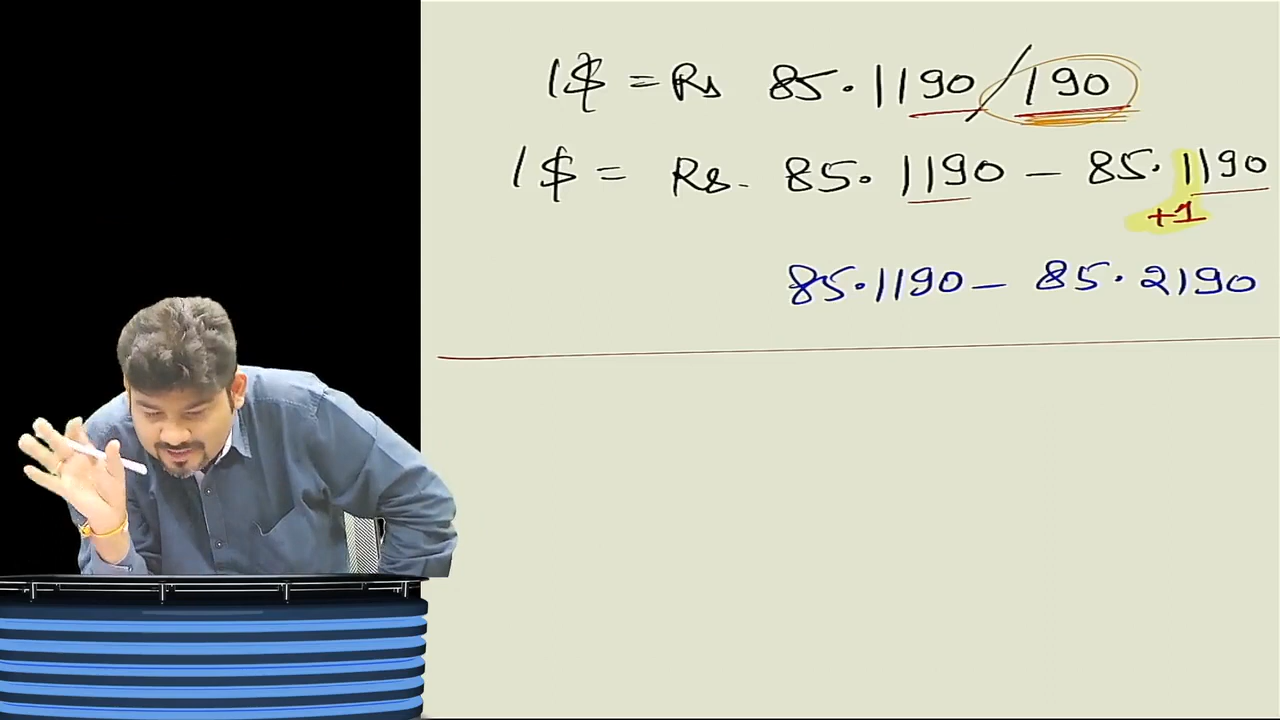 1$ = Rs 85.1190/190
1$ = Rs. 85.1190 - 85.1190
+1
85.1190 - 85.2190